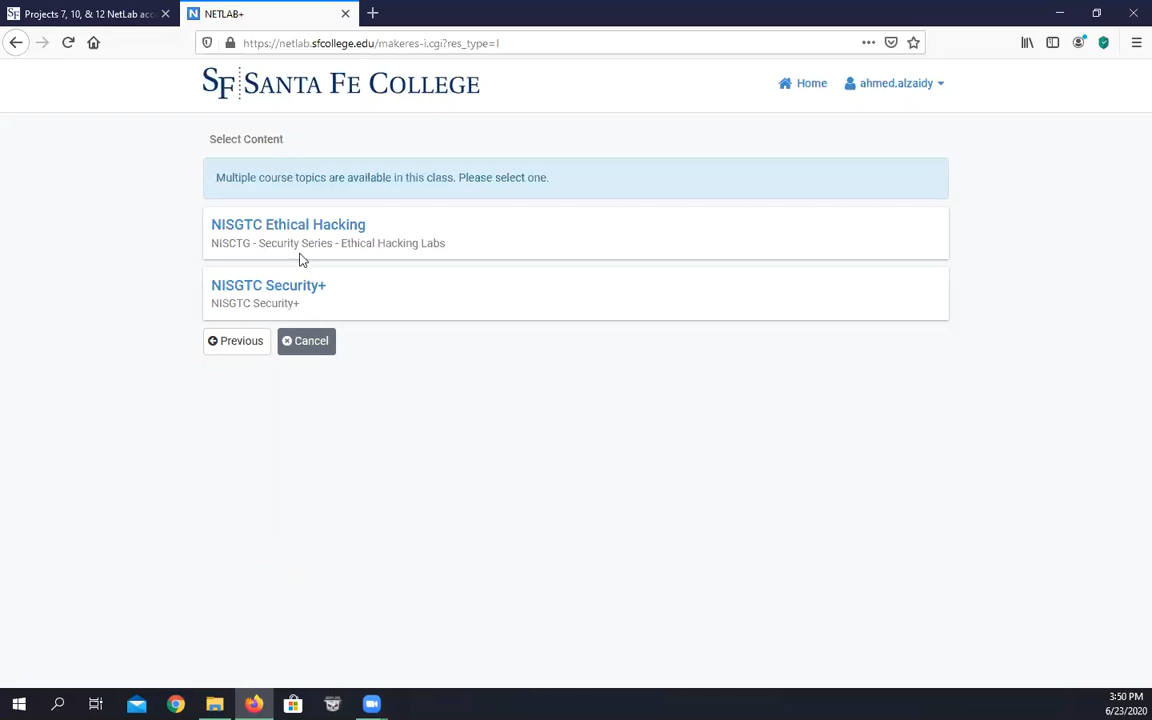 Projects 7, 10, & 12 NetLab acc
NETLAB+
https://netlab.sfcollege.edu/makeres-i.cgi?res_type=I
SF SANTA FE COLLEGE
Home
ahmed.alzaidy
Select Content
Multiple course topics are available in this class. Please select one.
NISGTC Ethical Hacking
NISCTG - Security Series - Ethical Hacking Labs
NISGTC Security+
NISGTC Security+
Previous
Cancel
3:50 PM
6/23/2020